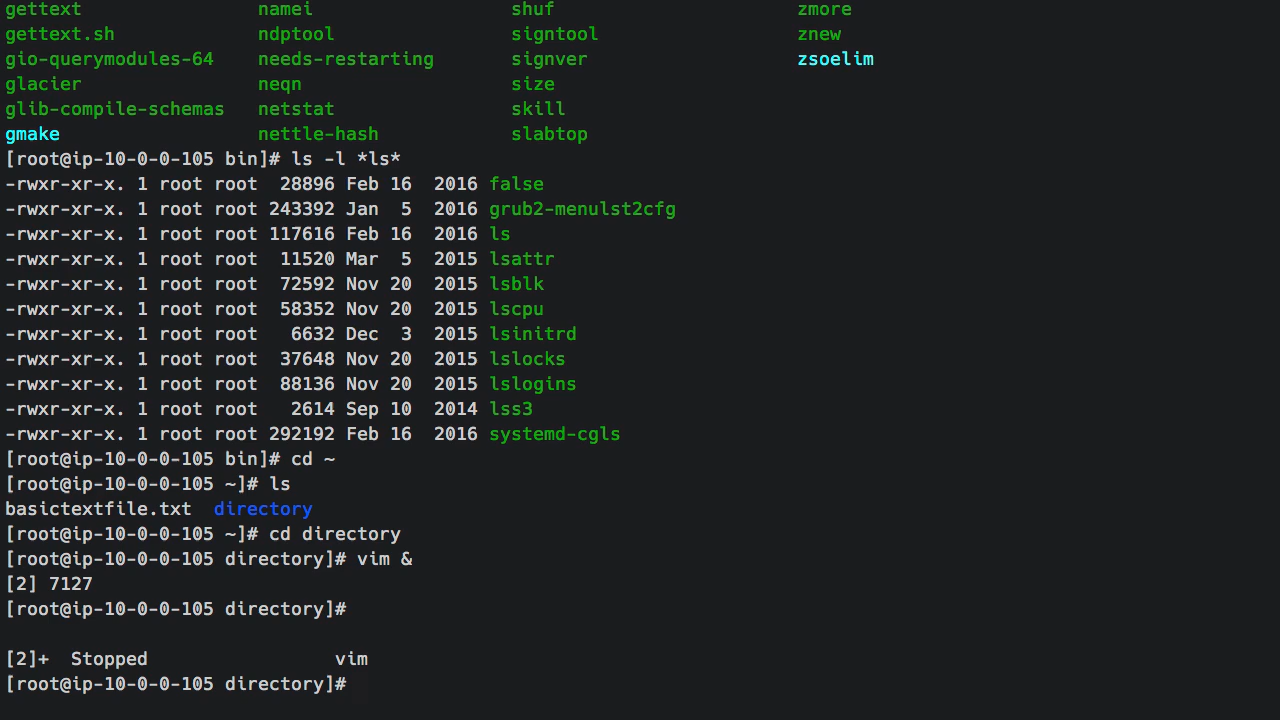 gettext namei shuf zmore
gettext.sh ndptool signtool znew
gio-querymodules-64 needs-restarting signver zsoelim
glacier neqn size
glib-compile-schemas netstat skill
gmake nettle-hash slabtop
[root@ip-10-0-0-105 bin]# ls -l *ls*
-rwxr-xr-x. 1 root root 28896 Feb 16 2016 false
-rwxr-xr-x. 1 root root 243392 Jan 5 2016 grub2-menulst2cfg
-rwxr-xr-x. 1 root root 117616 Feb 16 2016 ls
-rwxr-xr-x. 1 root root 11520 Mar 5 2015 lsattr
-rwxr-xr-x. 1 root root 72592 Nov 20 2015 lsblk
-rwxr-xr-x. 1 root root 58352 Nov 20 2015 lscpu
-rwxr-xr-x. 1 root root 6632 Dec 3 2015 lsinitrd
-rwxr-xr-x. 1 root root 37648 Nov 20 2015 lslocks
-rwxr-xr-x. 1 root root 88136 Nov 20 2015 lslogins
-rwxr-xr-x. 1 root root 2614 Sep 10 2014 lss3
-rwxr-xr-x. 1 root root 292192 Feb 16 2016 systemd-cgls
[root@ip-10-0-0-105 bin]# cd ~
[root@ip-10-0-0-105 ~]# ls
basictextfile.txt directory
[root@ip-10-0-0-105 ~]# cd directory
[root@ip-10-0-0-105 directory]# vim &
[2] 7127
[root@ip-10-0-0-105 directory]#
[2]+ Stopped vim
[root@ip-10-0-0-105 directory]#